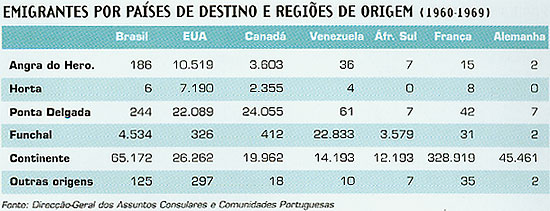 EMIGRANTES POR PAÍSES DE DESTINO E REGIÕES DE ORIGEM (1960-1969)
Brasil EUA Canadá Venezuela Áfr. Sul França Alemanha
Angra do Hero. 186 10.519 3.603 36 7 15 2
Horta 6 7.190 2.355 4 0 8 0
Ponta Delgada 244 22.089 24.055 61 7 42 7
Funchal 4.534 326 412 22.833 3.579 31 2
Continente 65.172 26.262 19.962 14.193 12.193 328.919 45.461
Outras origens 125 297 18 10 7 35 2
Fonte: Direcção-Geral dos Assuntos Consulares e Comunidades Portuguesas